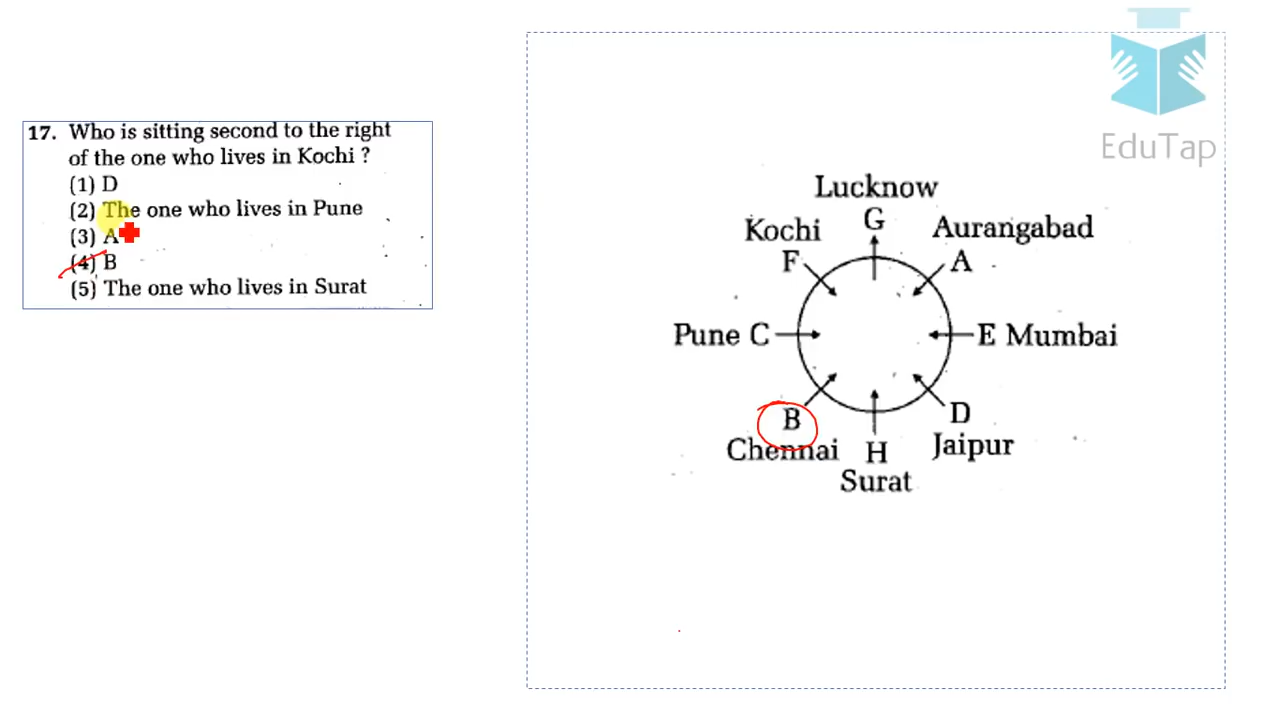 17. Who is sitting second to the right
of the one who lives in Kochi ?
(1) D
(2) The one who lives in Pune
(3) A
(4) B
(5) The one who lives in Surat
EduTap
Lucknow
Kochi G Aurangabad
F A
Pune C E Mumbai
B D
Chennai H Jaipur
Surat